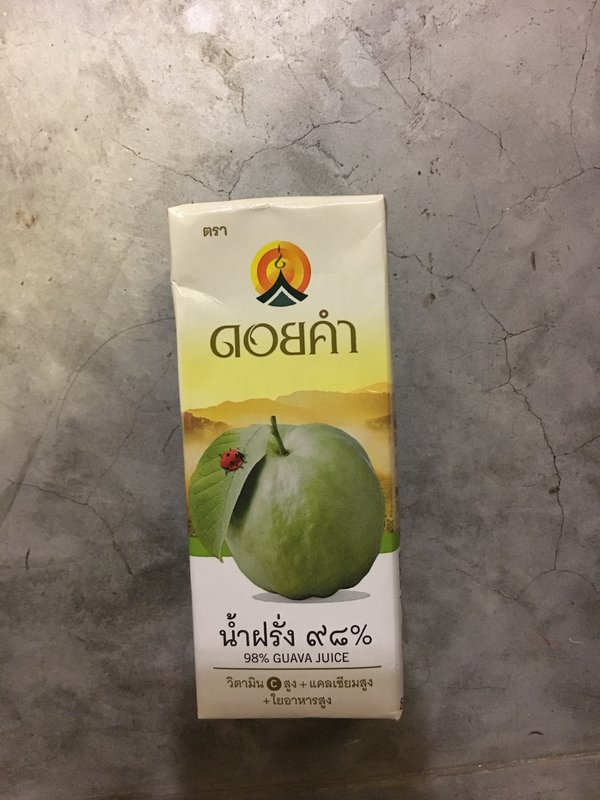 ตรา
ดอยคำ
น้ำฝรั่ง ๙๘%
98% GUAVA JUICE
วิตามิน C สูง + แคลเซียมสูง
+ใยอาหารสูง